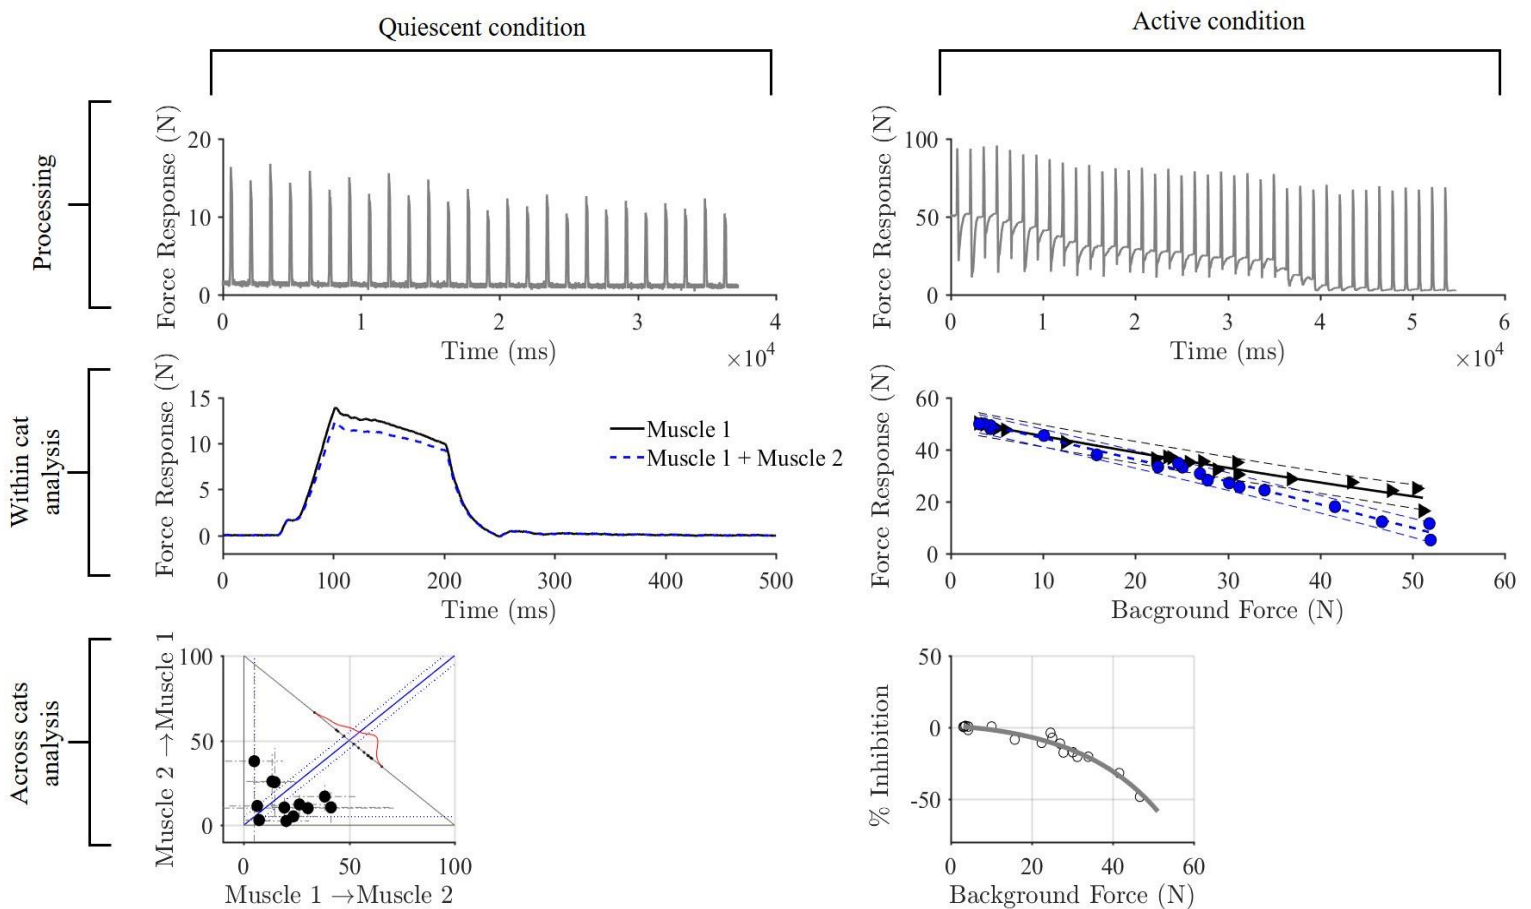 Quiescent condition
Active condition
Processing
Force Response (N)
20
10
0
0 1 2 3 4
Time (ms)
×10⁴
Force Response (N)
100
50
0
0 1 2 3 4 5 6
Time (ms)
×10⁴
Within cat
analysis
Force Response (N)
15
10
5
0
0 100 200 300 400 500
Time (ms)
Muscle 1
Muscle 1 + Muscle 2
Force Response (N)
60
40
20
0
0 10 20 30 40 50 60
Bacground Force (N)
Across cats
analysis
Muscle 2 →Muscle 1
100
50
0
0 50 100
Muscle 1 →Muscle 2
% Inhibition
50
0
-50
0 20 40 60
Background Force (N)